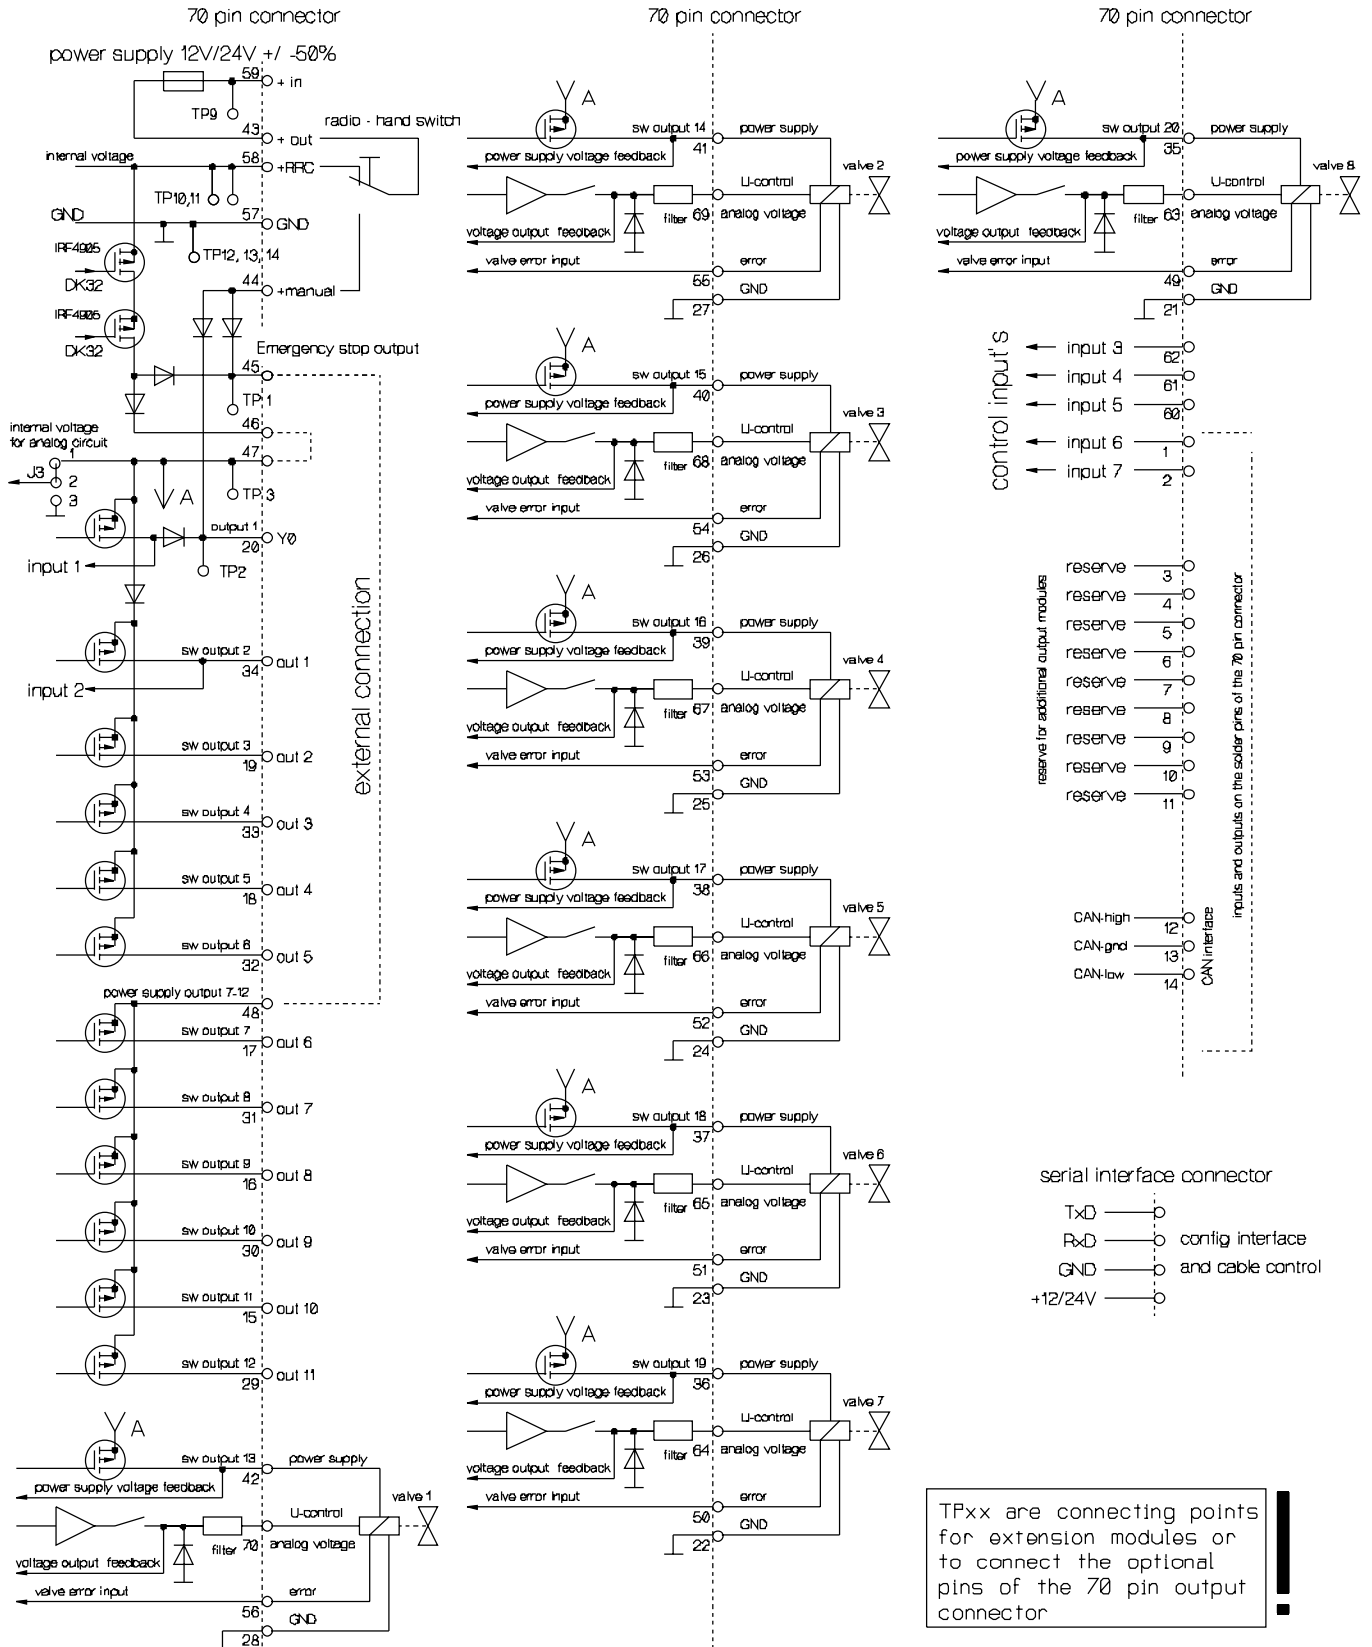 70 pin connector
power supply 12V/24V +/ -50%
59
+ in
TP9
43
+ out
radio - hand switch
58
internal voltage
+RRC
TP10,11
57
GND
GND
TP12, 13, 14
IRF4905
DK32
44
+manual
IRF4905
DK32
Emergency stop output
45
TP 1
46
internal voltage
for analog circuit
1
47
J3
2
3
A
TP 3
output 1
20
Y0
input 1
TP2
external connection
sw output 2
34
out 1
input 2
sw output 3
19
out 2
sw output 4
33
out 3
sw output 5
18
out 4
sw output 6
32
out 5
power supply output 7-12
48
sw output 7
17
out 6
sw output 8
31
out 7
sw output 9
16
out 8
sw output 10
30
out 9
sw output 11
15
out 10
sw output 12
29
out 11
A
sw output 13
42
power supply
power supply voltage feedback
valve 1
U-control
filter
70
analog voltage
voltage output feedback
valve error input
error
56
GND
28
70 pin connector
A
sw output 14
41
power supply
power supply voltage feedback
valve 2
U-control
filter
69
analog voltage
voltage output feedback
valve error input
error
55
GND
27
A
sw output 15
40
power supply
power supply voltage feedback
valve 3
U-control
filter
68
analog voltage
voltage output feedback
valve error input
error
54
GND
26
A
sw output 16
39
power supply
power supply voltage feedback
valve 4
U-control
filter
67
analog voltage
voltage output feedback
valve error input
error
53
GND
25
A
sw output 17
38
power supply
power supply voltage feedback
valve 5
U-control
filter
66
analog voltage
voltage output feedback
valve error input
error
52
GND
24
A
sw output 18
37
power supply
power supply voltage feedback
valve 6
U-control
filter
65
analog voltage
voltage output feedback
valve error input
error
51
GND
23
A
sw output 19
36
power supply
power supply voltage feedback
valve 7
U-control
filter
64
analog voltage
voltage output feedback
valve error input
error
50
GND
22
70 pin connector
A
sw output 20
35
power supply
power supply voltage feedback
valve 8
U-control
filter
63
analog voltage
voltage output feedback
valve error input
error
49
GND
21
control input's
input 3
62
input 4
61
input 5
60
input 6
1
input 7
2
reserve for additional output modules
reserve
3
reserve
4
reserve
5
reserve
6
reserve
7
reserve
8
reserve
9
reserve
10
reserve
11
inputs and outputs on the solder pins of the 70 pin connector
CAN-high
12
CAN-gnd
13
CAN-low
14
CAN interface
serial interface connector
TxD
RxD
config interface
GND
and cable control
+12/24V
TPxx are connecting points
for extension modules or
to connect the optional
pins of the 70 pin output
connector
!